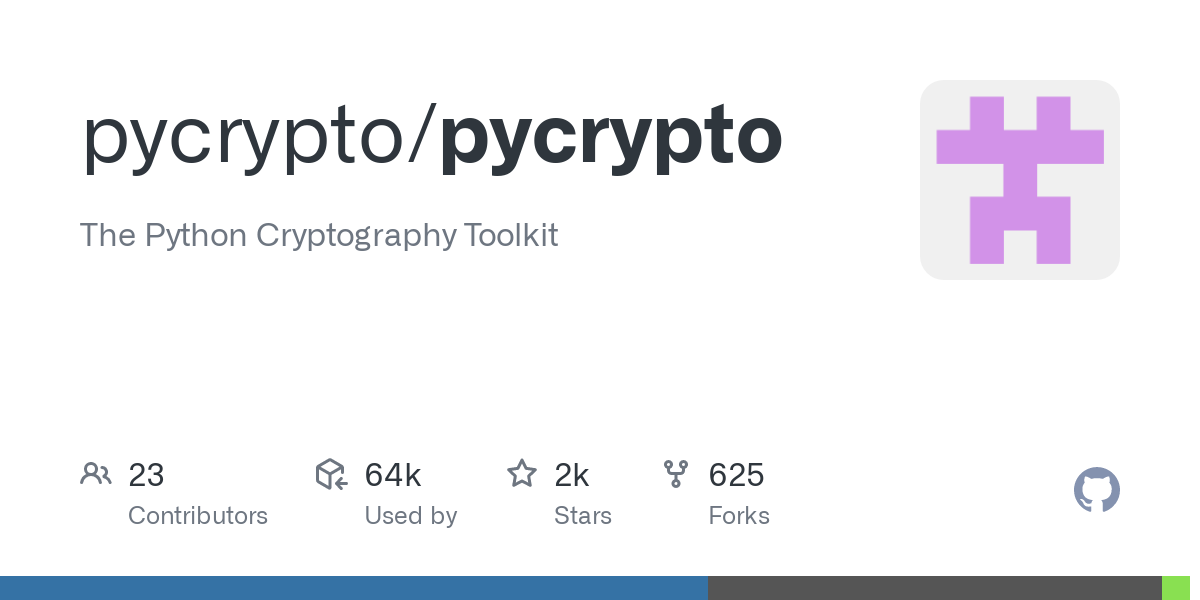 pycrypto/pycrypto
The Python Cryptography Toolkit
23 64k 2k 625
Contributors Used by Stars Forks